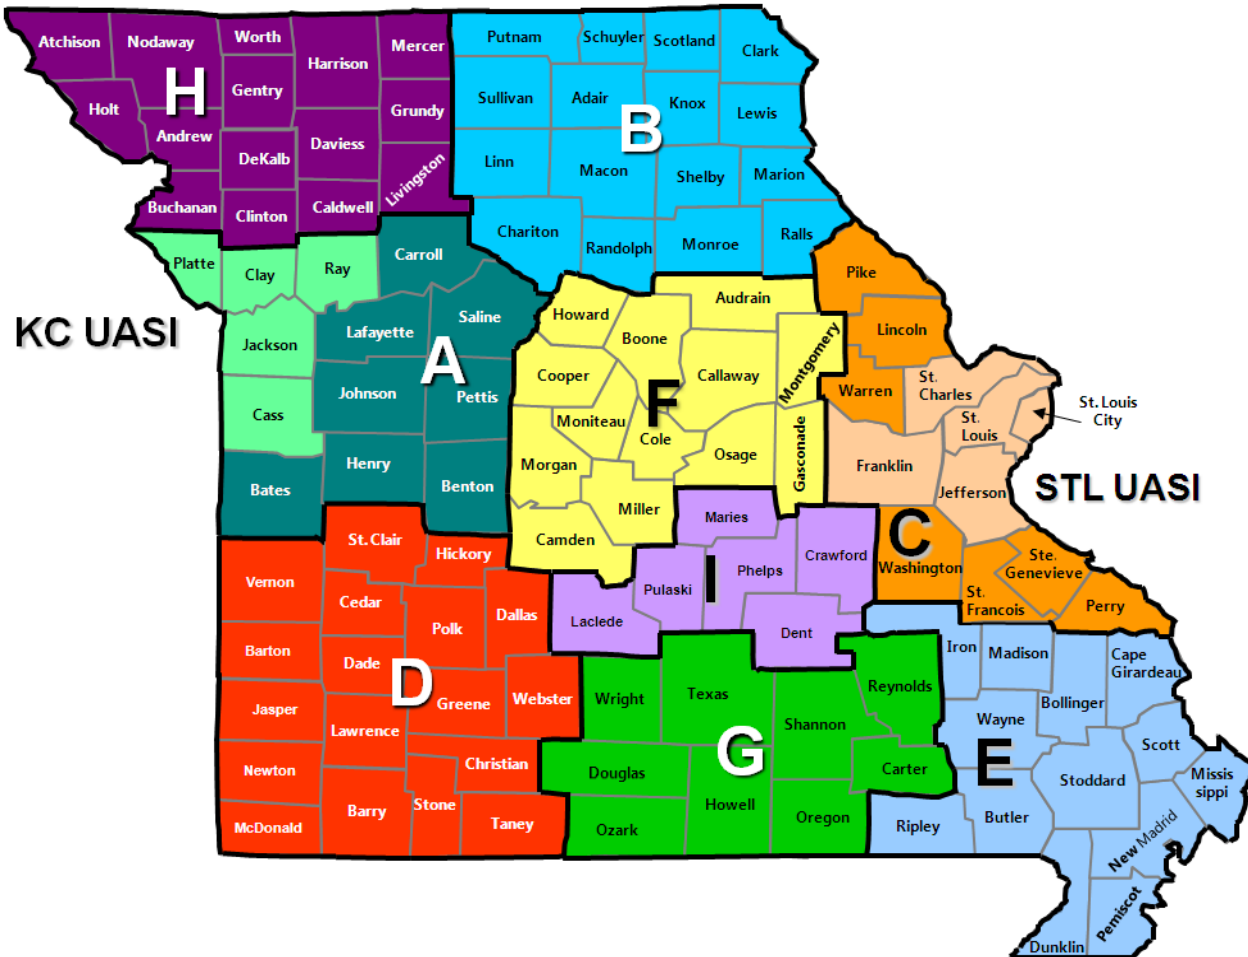 Atchison
Nodaway
Worth
Harrison
Mercer
Putnam
Schuyler
Scotland
Clark
H
Holt
Gentry
Grundy
Sullivan
Adair
Knox
Lewis
B
Andrew
DeKalb
Daviess
Livingston
Linn
Macon
Shelby
Marion
Buchanan
Clinton
Caldwell
Chariton
Randolph
Monroe
Ralls
Platte
Clay
Ray
Carroll
Pike
KC UASI
Jackson
Lafayette
Saline
Howard
Boone
Audrain
Montgomery
Lincoln
A
Cass
Johnson
Pettis
Cooper
Callaway
Warren
St.
Charles
St. Louis
City
F
Moniteau
Cole
St.
Louis
Bates
Henry
Benton
Morgan
Osage
Gasconade
Franklin
Jefferson
STL UASI
Miller
Camden
Maries
Crawford
C
Washington
Ste.
Genevieve
St.
Francois
Perry
St. Clair
Hickory
Vernon
Cedar
Polk
Dallas
Laclede
Pulaski
Phelps
I
Dent
Iron
Madison
Cape
Girardeau
Barton
Dade
D
Jasper
Lawrence
Greene
Webster
Wright
Texas
Shannon
Reynolds
Wayne
Bollinger
Scott
Newton
Christian
Douglas
G
Carter
E
Stoddard
Missis
sippi
McDonald
Barry
Stone
Taney
Ozark
Howell
Oregon
Ripley
Butler
New Madrid
Pemiscot
Dunklin